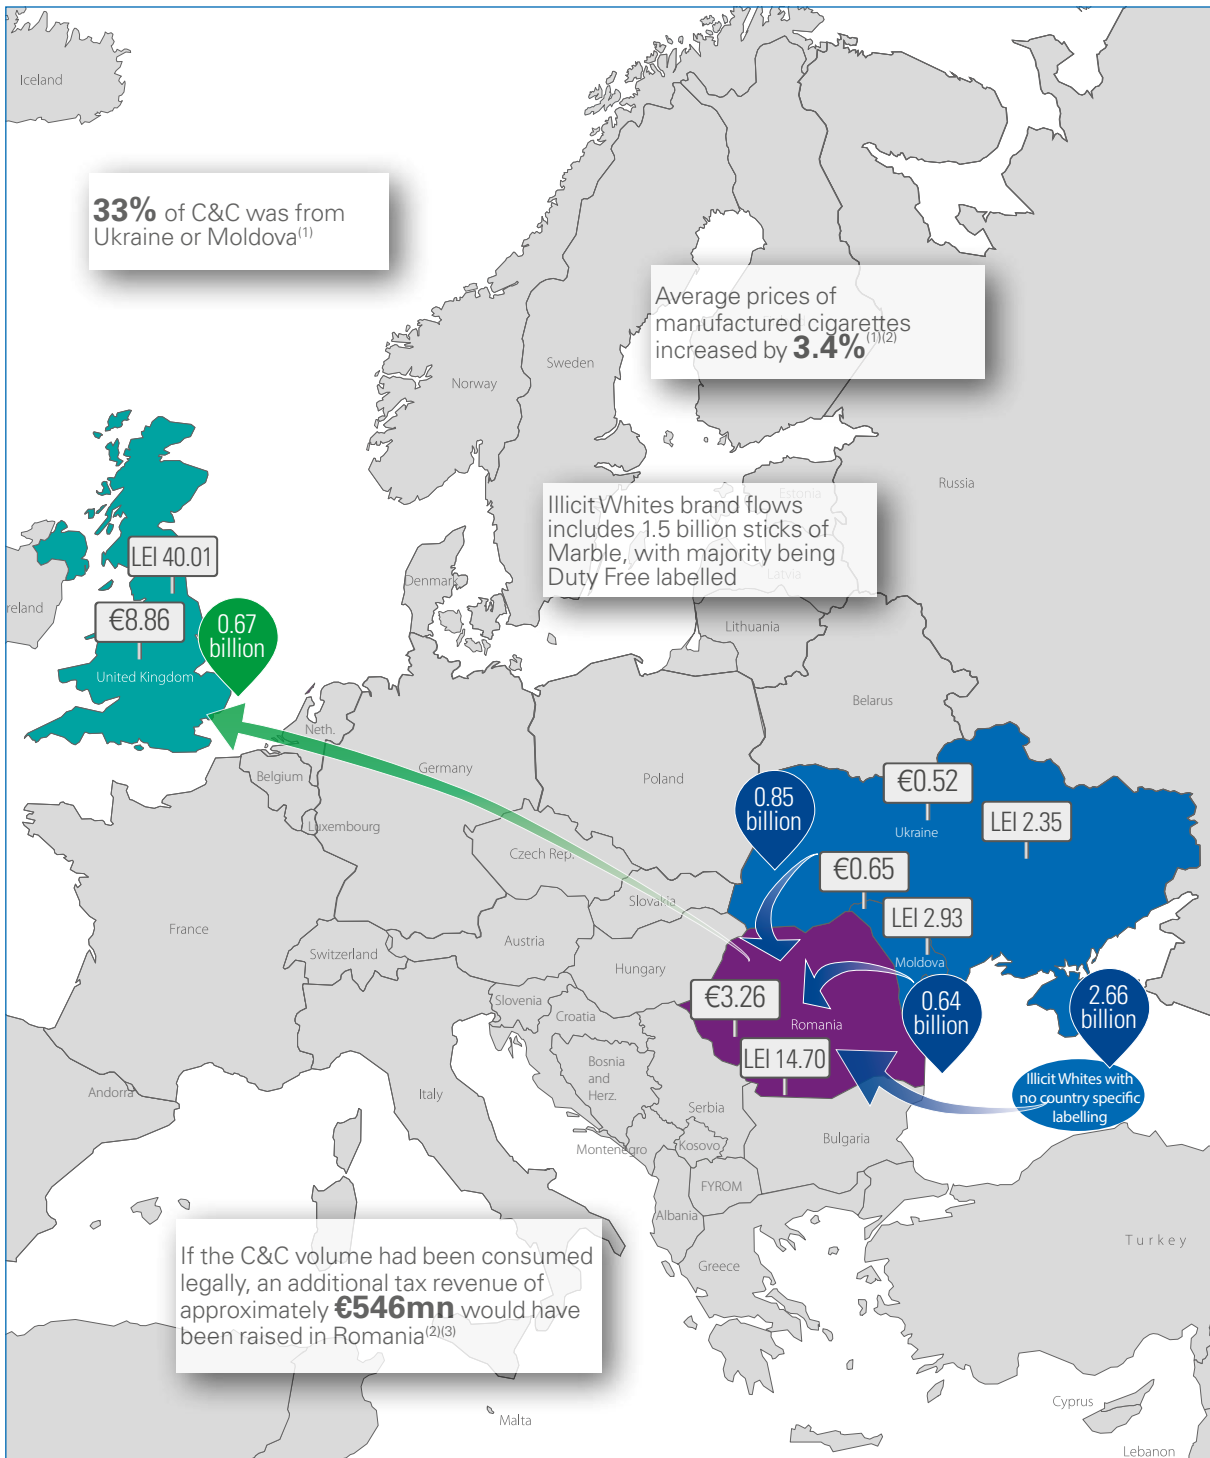 Iceland
33% of C&C was from
Ukraine or Moldova(1)
Average prices of
manufactured cigarettes
increased by 3.4%(1)(2)
Sweden
Norway
Russia
Estonia
Illicit Whites brand flows
includes 1.5 billion sticks of
Marble, with majority being
Duty Free labelled
Latvia
LEI 40.01
Denmark
reland
€8.86
0.67
billion
Lithuania
United Kingdom
Belarus
Neth.
Belgium
Germany
Poland
€0.52
0.85
billion
LEI 2.35
Ukraine
Luxembourg
Czech Rep.
€0.65
Slovakia
LEI 2.93
France
Austria
Switzerland
Hungary
Moldova
Slovenia
€3.26
0.64
billion
2.66
billion
Croatia
Romania
LEI 14.70
Bosnia
and
Herz.
Andorra
Italy
Illicit Whites with
no country specific
labelling
Serbia
Bulgaria
Montenegro
Kosovo
FYROM
Albania
Turkey
Greece
If the C&C volume had been consumed
legally, an additional tax revenue of
approximately €546mn would have
been raised in Romania(2)(3)
Cyprus
Malta
Lebanon